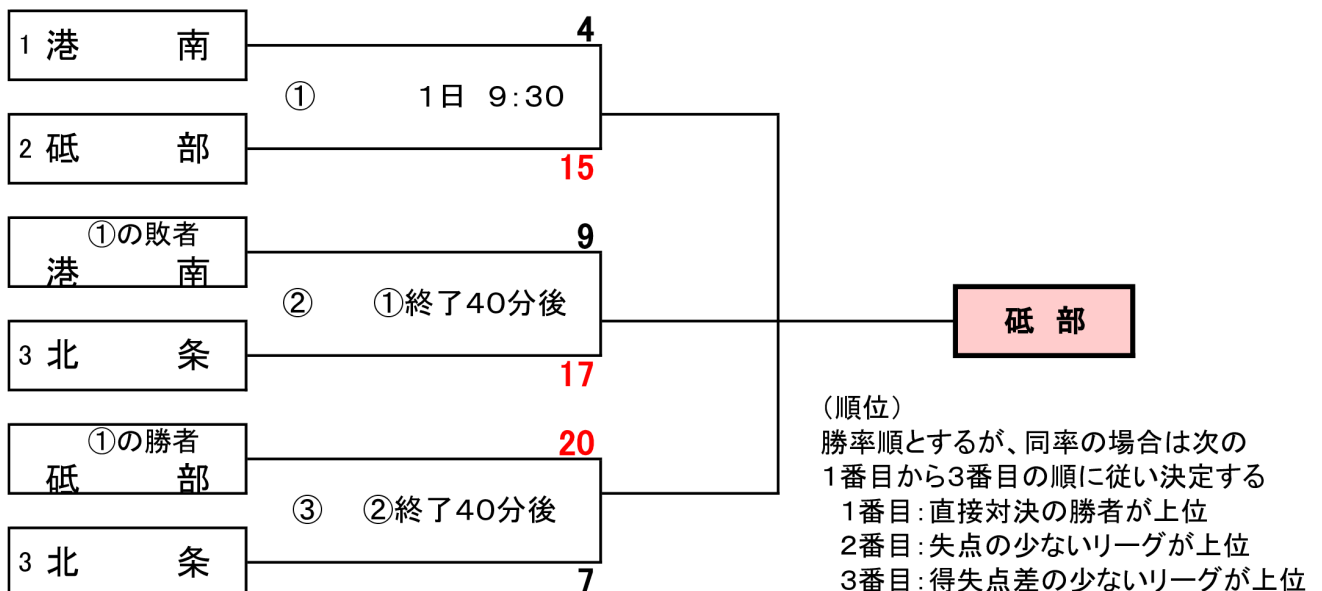 1 港 南
4
① 1日 9:30
2 砥 部
15
①の敗者
港 南
9
② ①終了40分後
3 北 条
17
①の勝者
砥 部
20
③ ②終了40分後
3 北 条
7
砥 部
（順位）
勝率順とするが、同率の場合は次の
1番目から3番目の順に従い決定する
1番目：直接対決の勝者が上位
2番目：失点の少ないリーグが上位
3番目：得失点差の少ないリーグが上位